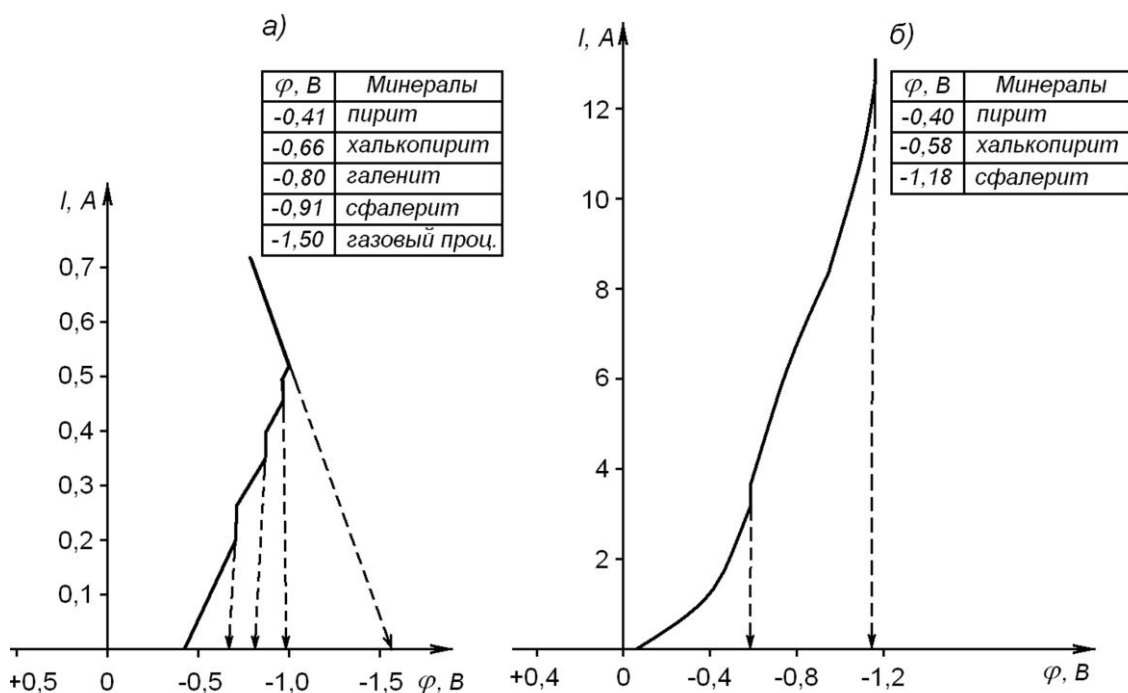 а)
I, А
φ, В Минералы
-0,41 пирит
-0,66 халькопирит
-0,80 галенит
-0,91 сфалерит
-1,50 газовый проц.
0,7
0,6
0,5
0,4
0,3
0,2
0,1
+0,5 0 -0,5 -1,0 -1,5 φ, В
б)
I, А
φ, В Минералы
-0,40 пирит
-0,58 халькопирит
-1,18 сфалерит
12
10
8
6
4
2
+0,4 0 -0,4 -0,8 -1,2 φ, В